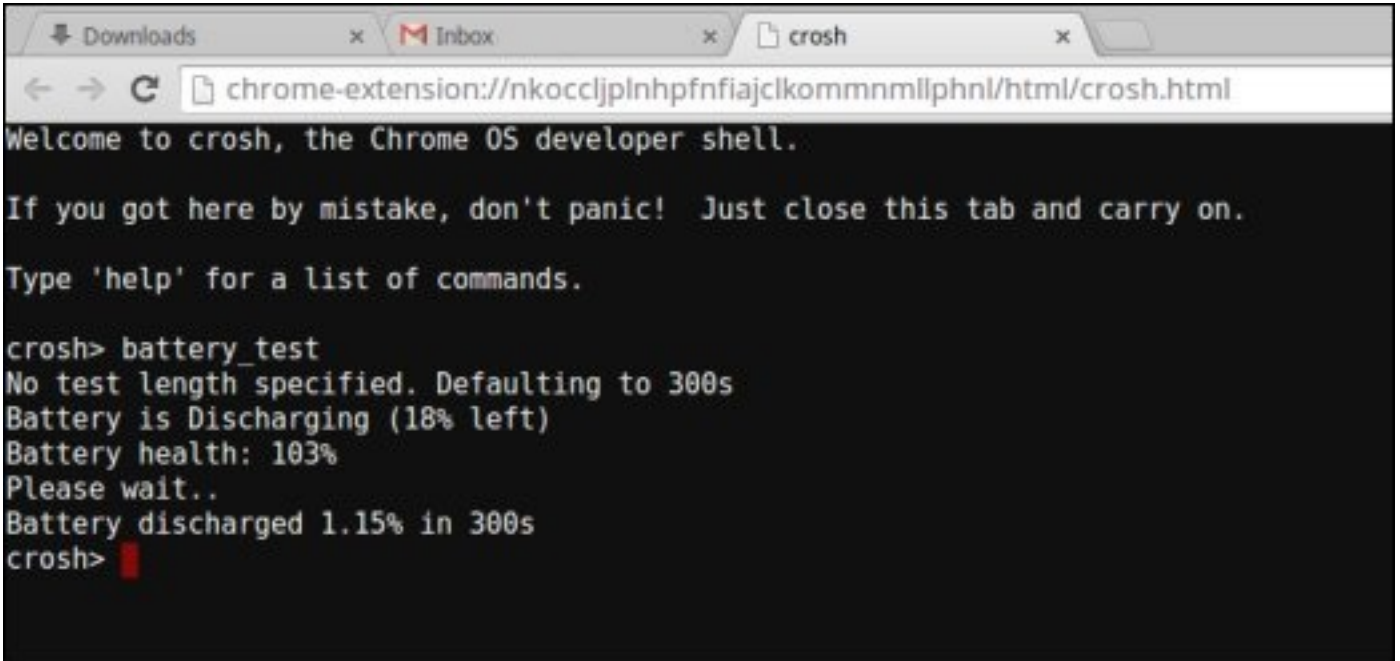 Downloads
Inbox
crosh
chrome-extension://nkoccljplnhpfnfiajclkommnmllphnl/html/crosh.html
Welcome to crosh, the Chrome OS developer shell.
If you got here by mistake, don't panic!  Just close this tab and carry on.
Type 'help' for a list of commands.
crosh> battery_test
No test length specified. Defaulting to 300s
Battery is Discharging (18% left)
Battery health: 103%
Please wait..
Battery discharged 1.15% in 300s
crosh>